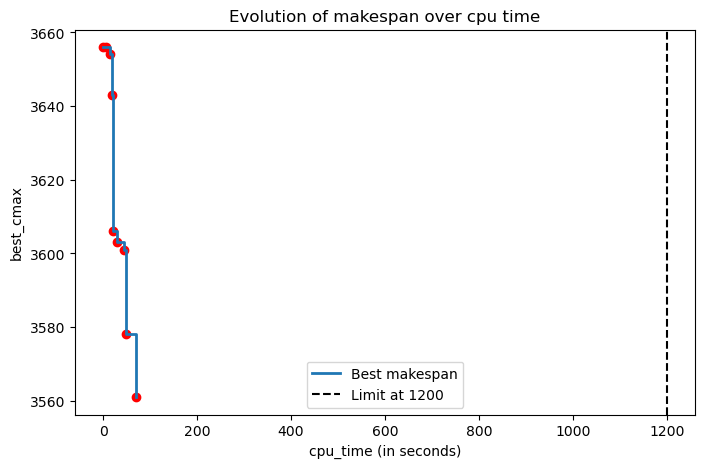 Evolution of makespan over cpu time
best_cmax
3660
3640
3620
3600
3580
3560
Best makespan
Limit at 1200
0 200 400 600 800 1000 1200
cpu_time (in seconds)